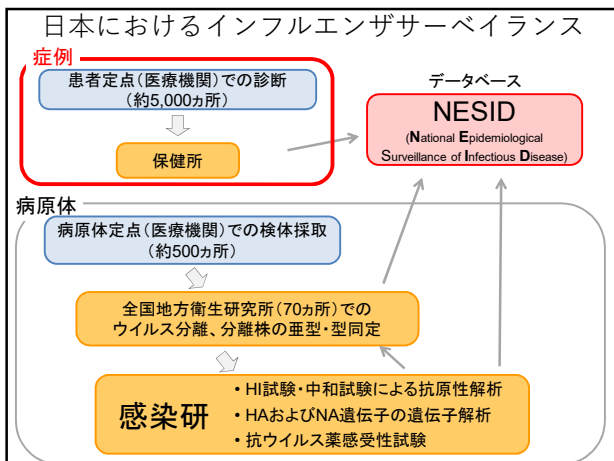 日本におけるインフルエンザサーベイランス
症例
患者定点(医療機関)での診断
(約5,000ヵ所)
保健所
データベース
NESID
(National Epidemiological
Surveillance of Infectious Disease)
病原体
病原体定点(医療機関)での検体採取
(約500ヵ所)
全国地方衛生研究所(70ヵ所)での
ウイルス分離、分離株の亜型・型同定
感染研
• HI試験・中和試験による抗原性解析
• HAおよびNA遺伝子の遺伝子解析
• 抗ウイルス薬感受性試験